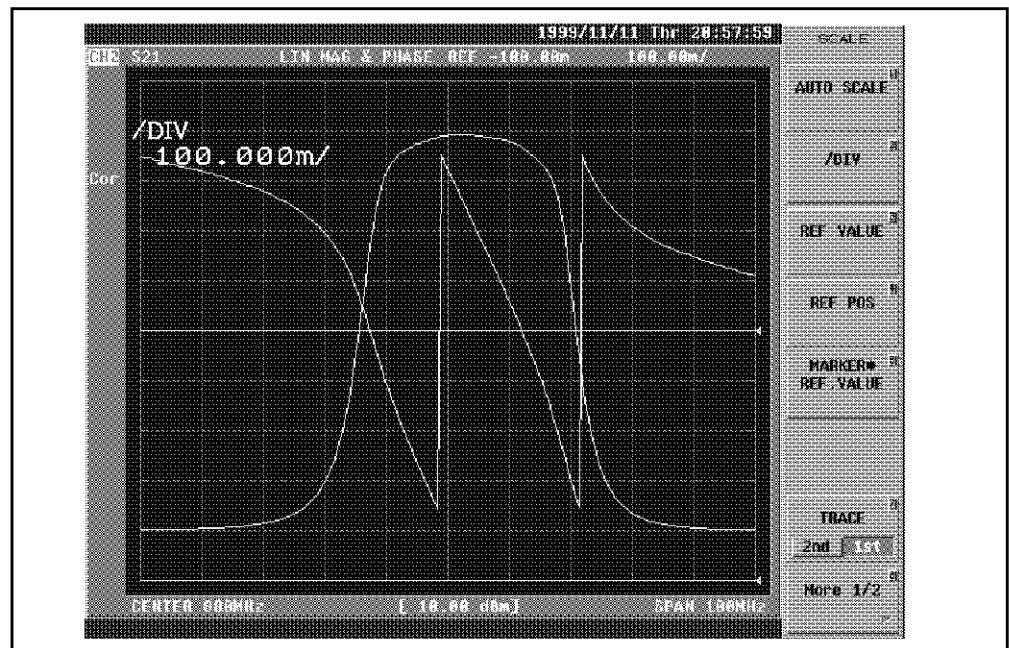 1999/11/11 Thr 20:57:59
CH2 S21 LIN MAG & PHASE REF -100.00m 100.00m/
/DIV
100.000m/
Cor
CENTER 800MHz [ 10.00 dBm] SPAN 100MHz
SCALE
AUTO SCALE
/DIV
REF VALUE
REF POS
MARKER
REF.VALUE
TRACE
2nd 1st
More 1/2